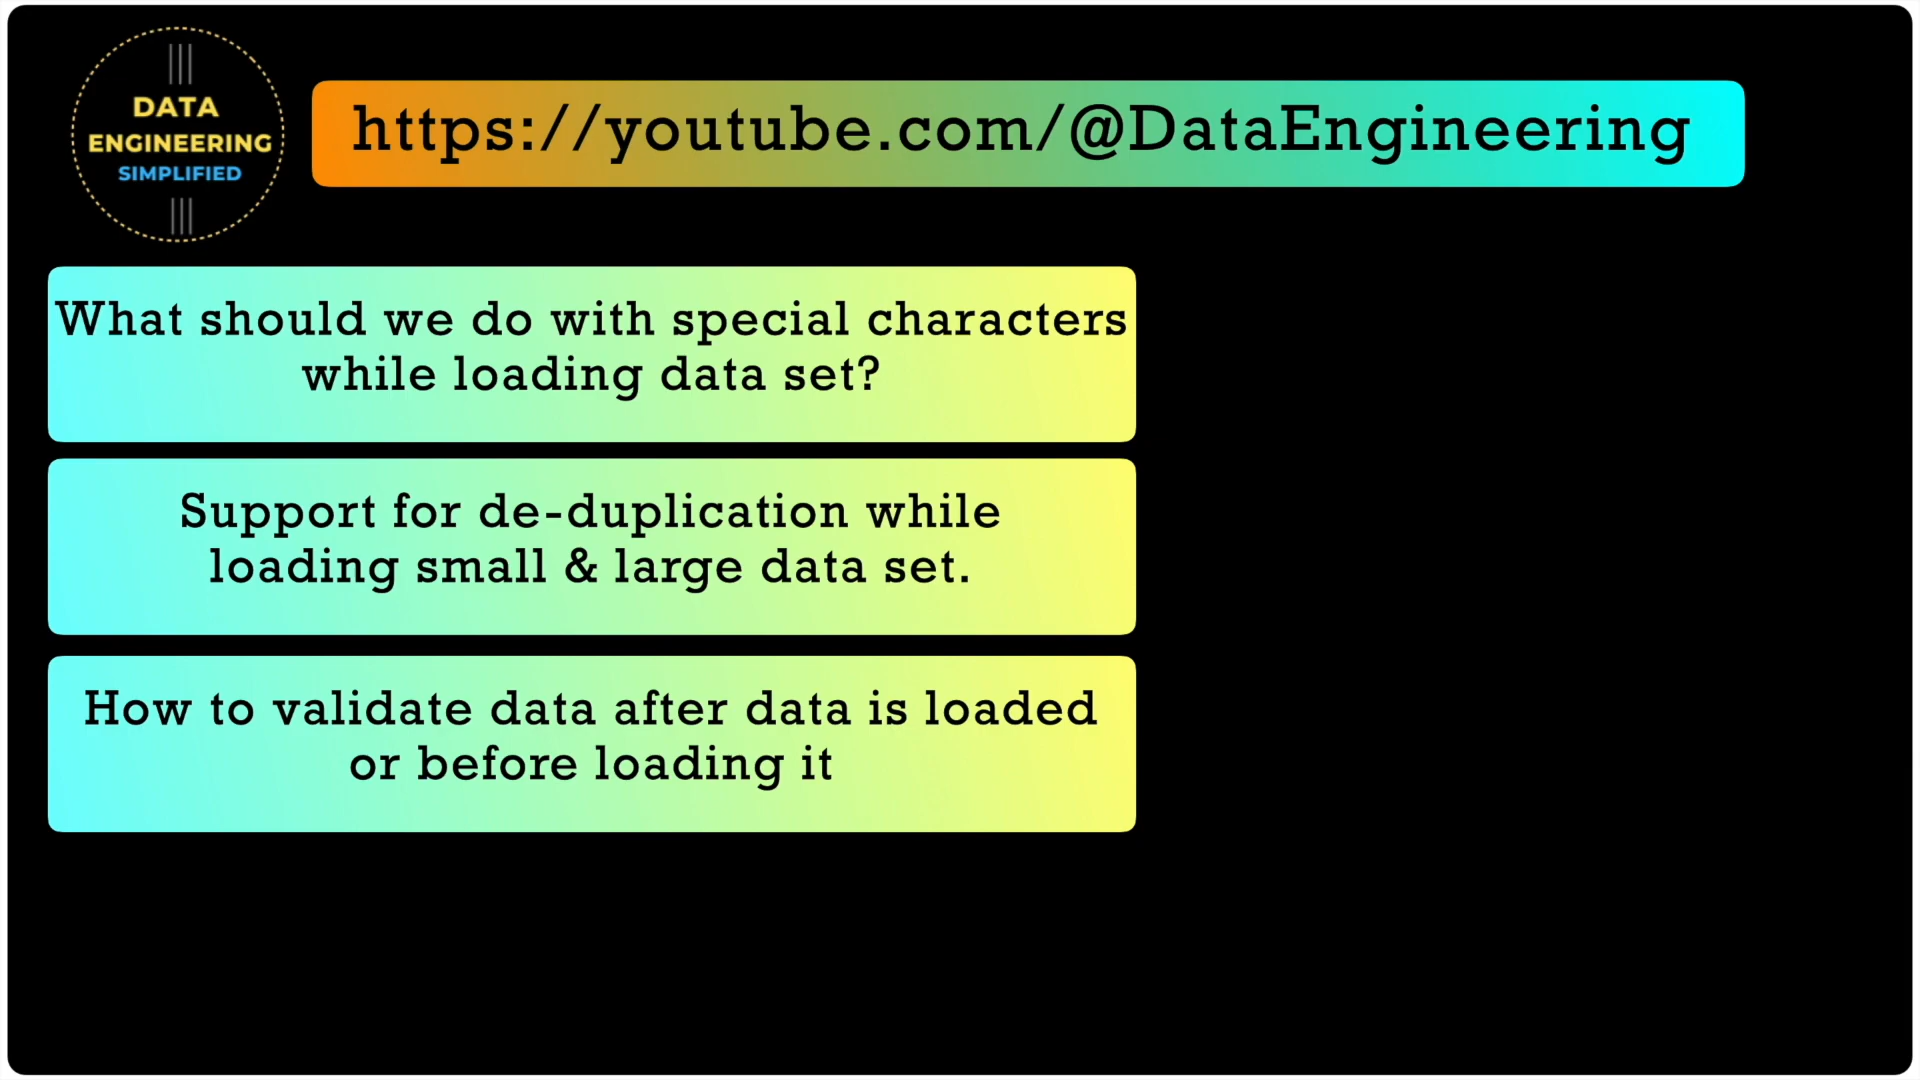 DATA
ENGINEERING
SIMPLIFIED
https://youtube.com/@DataEngineering
What should we do with special characters
while loading data set?
Support for de-duplication while
loading small & large data set.
How to validate data after data is loaded
or before loading it